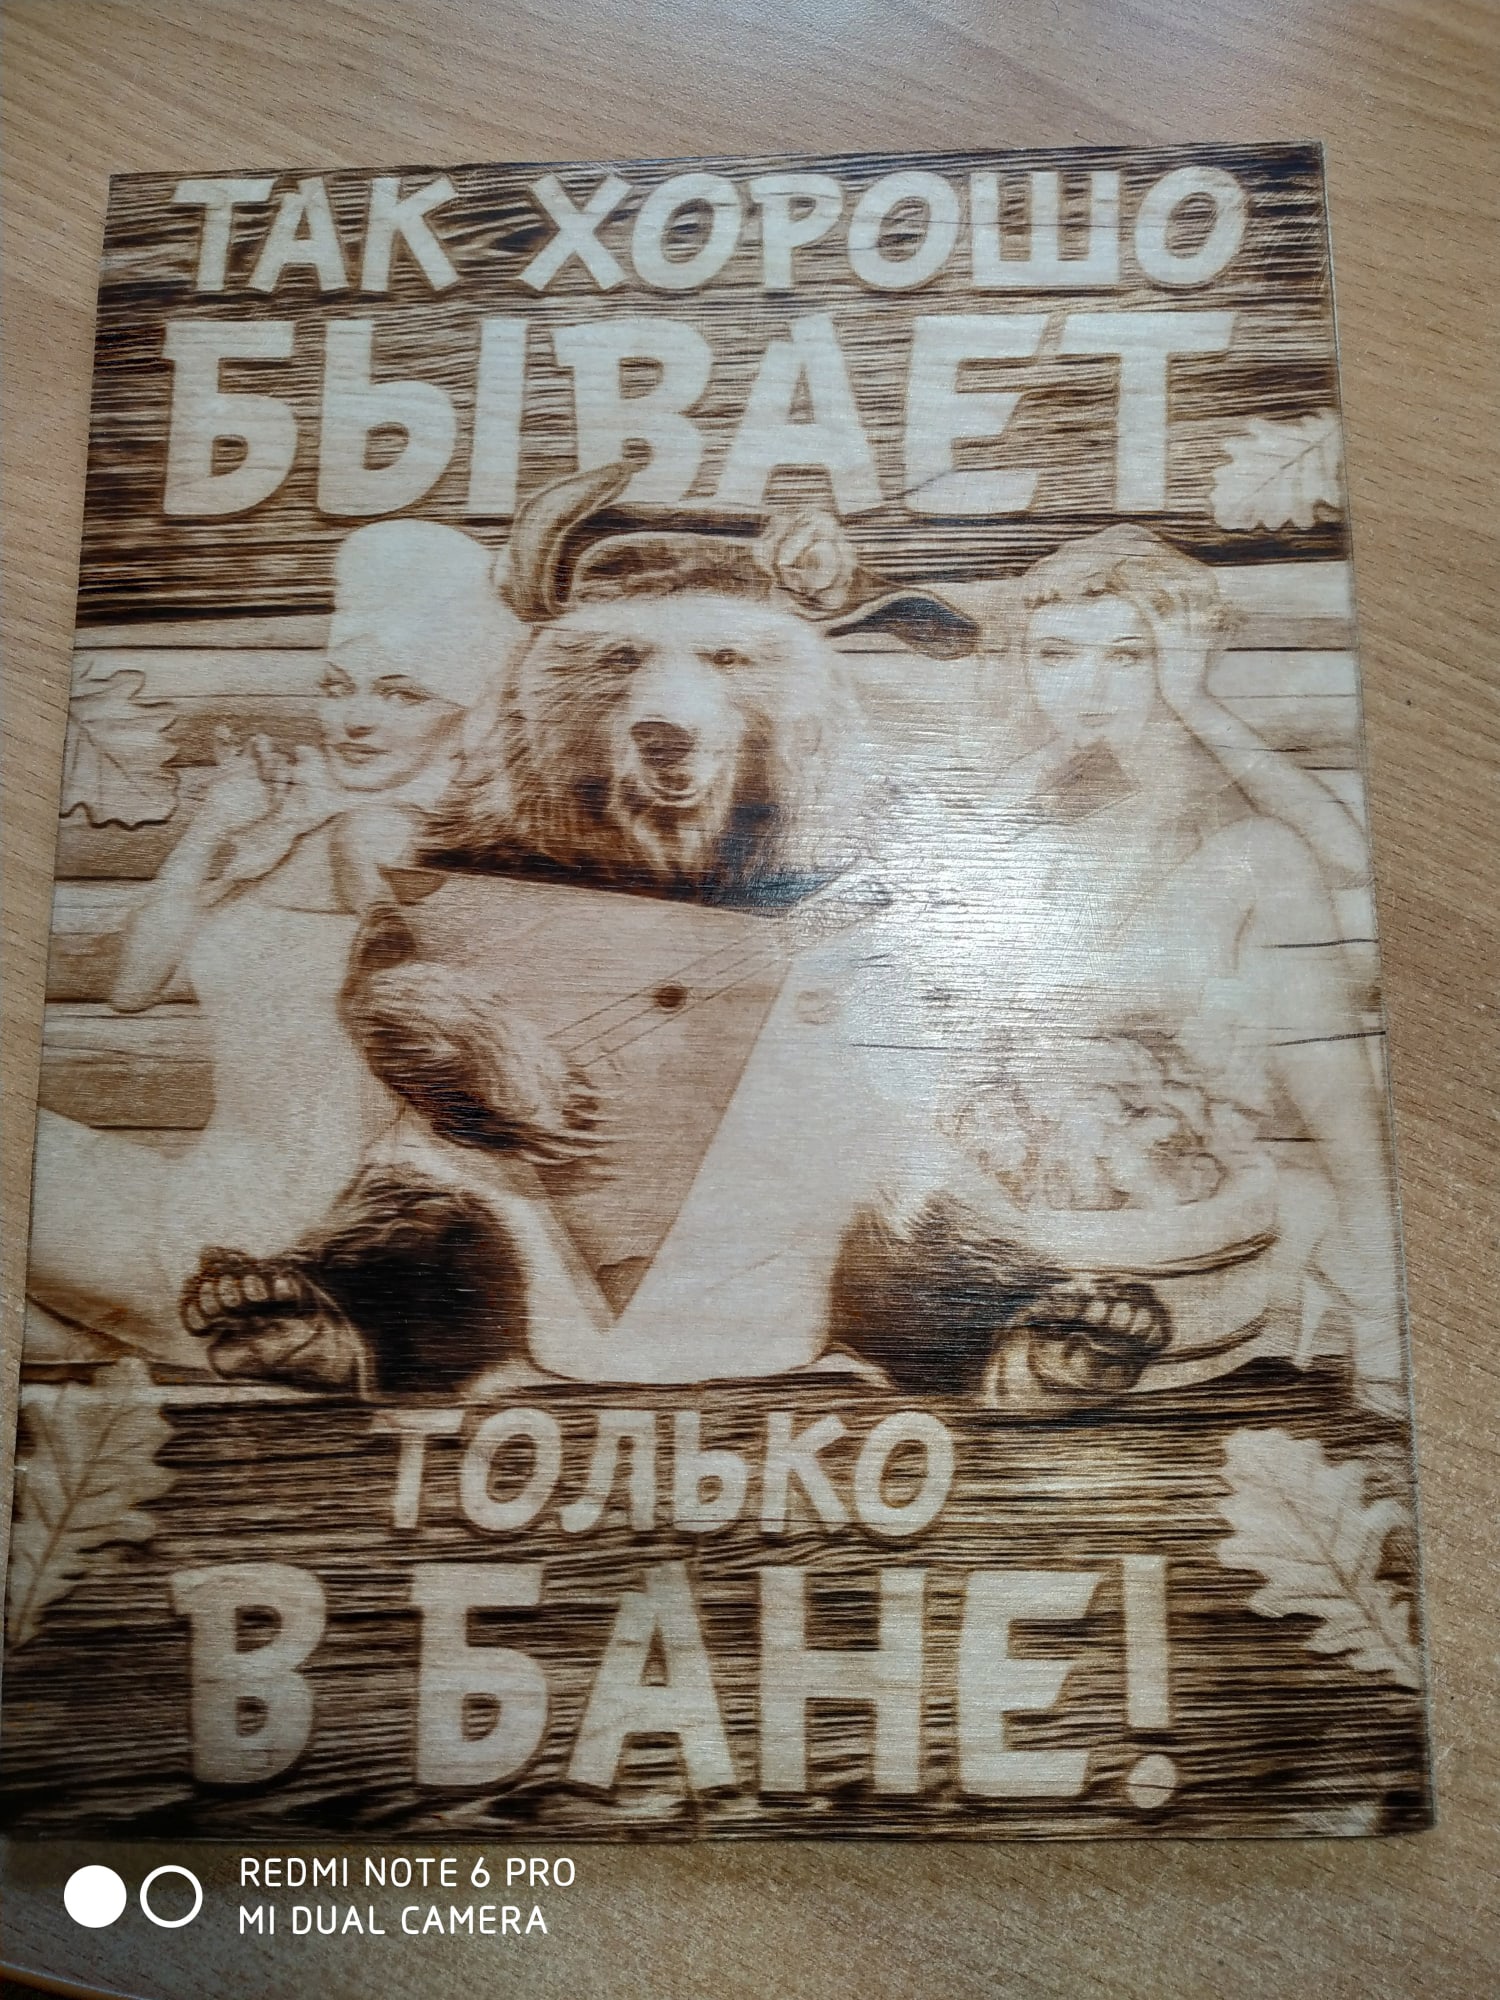 ТАК ХОРОШО
БЫВАЕТ
ТОЛЬКО
В БАНЕ!
REDMI NOTE 6 PRO
MI DUAL CAMERA